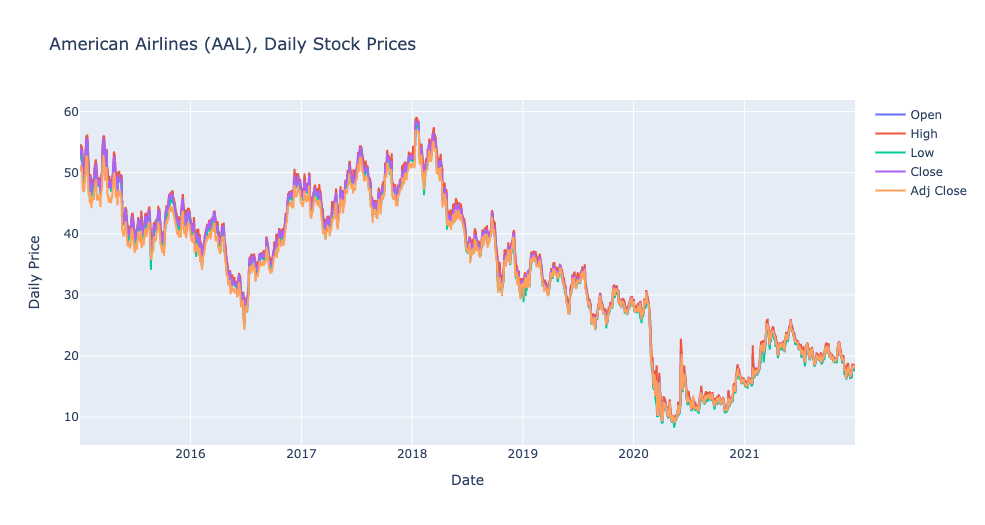 American Airlines (AAL), Daily Stock Prices
60
50
40
30
20
10
Daily Price
2016
2017
2018
2019
2020
2021
Date
Open
High
Low
Close
Adj Close